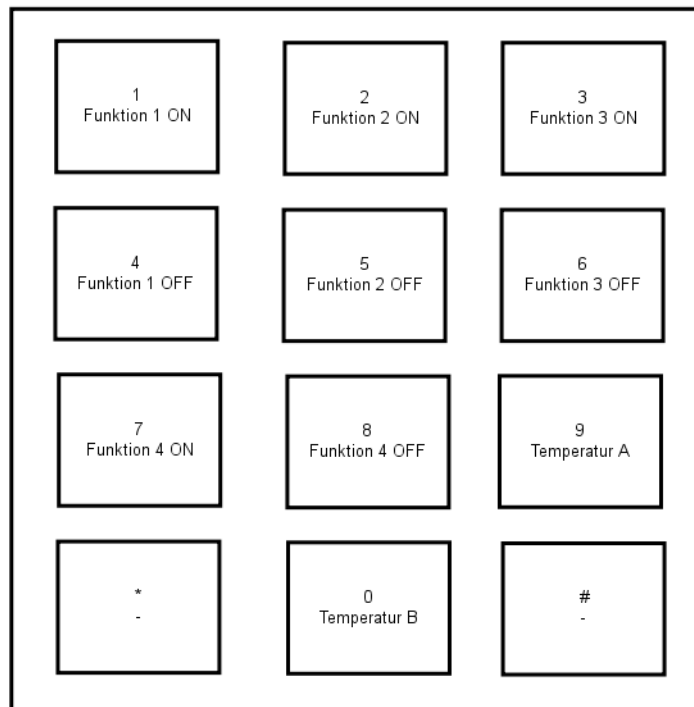 1
Funktion 1 ON
2
Funktion 2 ON
3
Funktion 3 ON
4
Funktion 1 OFF
5
Funktion 2 OFF
6
Funktion 3 OFF
7
Funktion 4 ON
8
Funktion 4 OFF
9
Temperatur A
*
-
0
Temperatur B
#
-